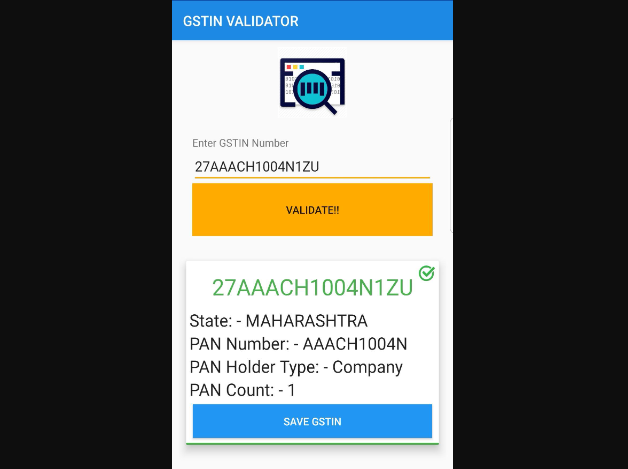 GSTIN VALIDATOR
Enter GSTIN Number
27AAACH1004N1ZU
VALIDATE!!
27AAACH1004N1ZU
State: - MAHARASHTRA
PAN Number: - AAACH1004N
PAN Holder Type: - Company
PAN Count: - 1
SAVE GSTIN